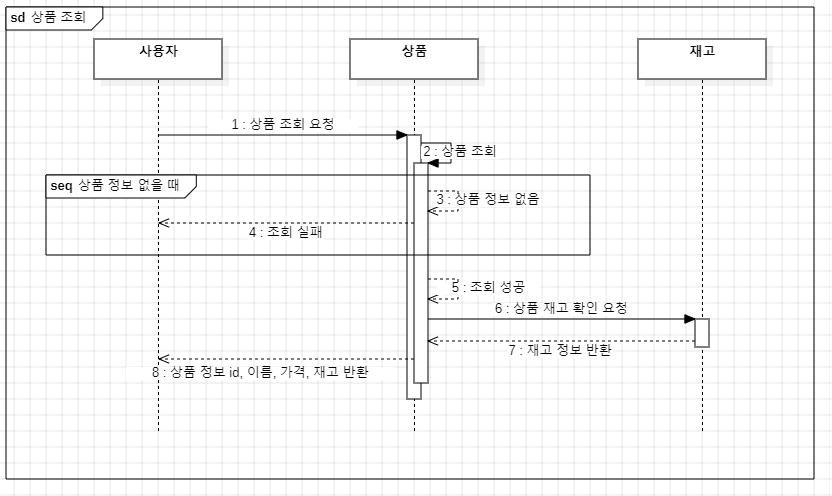 sd 상품 조회
사용자
상품
재고
1 : 상품 조회 요청
2 : 상품 조회
seq 상품 정보 없을 때
3 : 상품 정보 없음
4 : 조회 실패
5 : 조회 성공
6 : 상품 재고 확인 요청
7 : 재고 정보 반환
8 : 상품 정보 id, 이름, 가격, 재고 반환